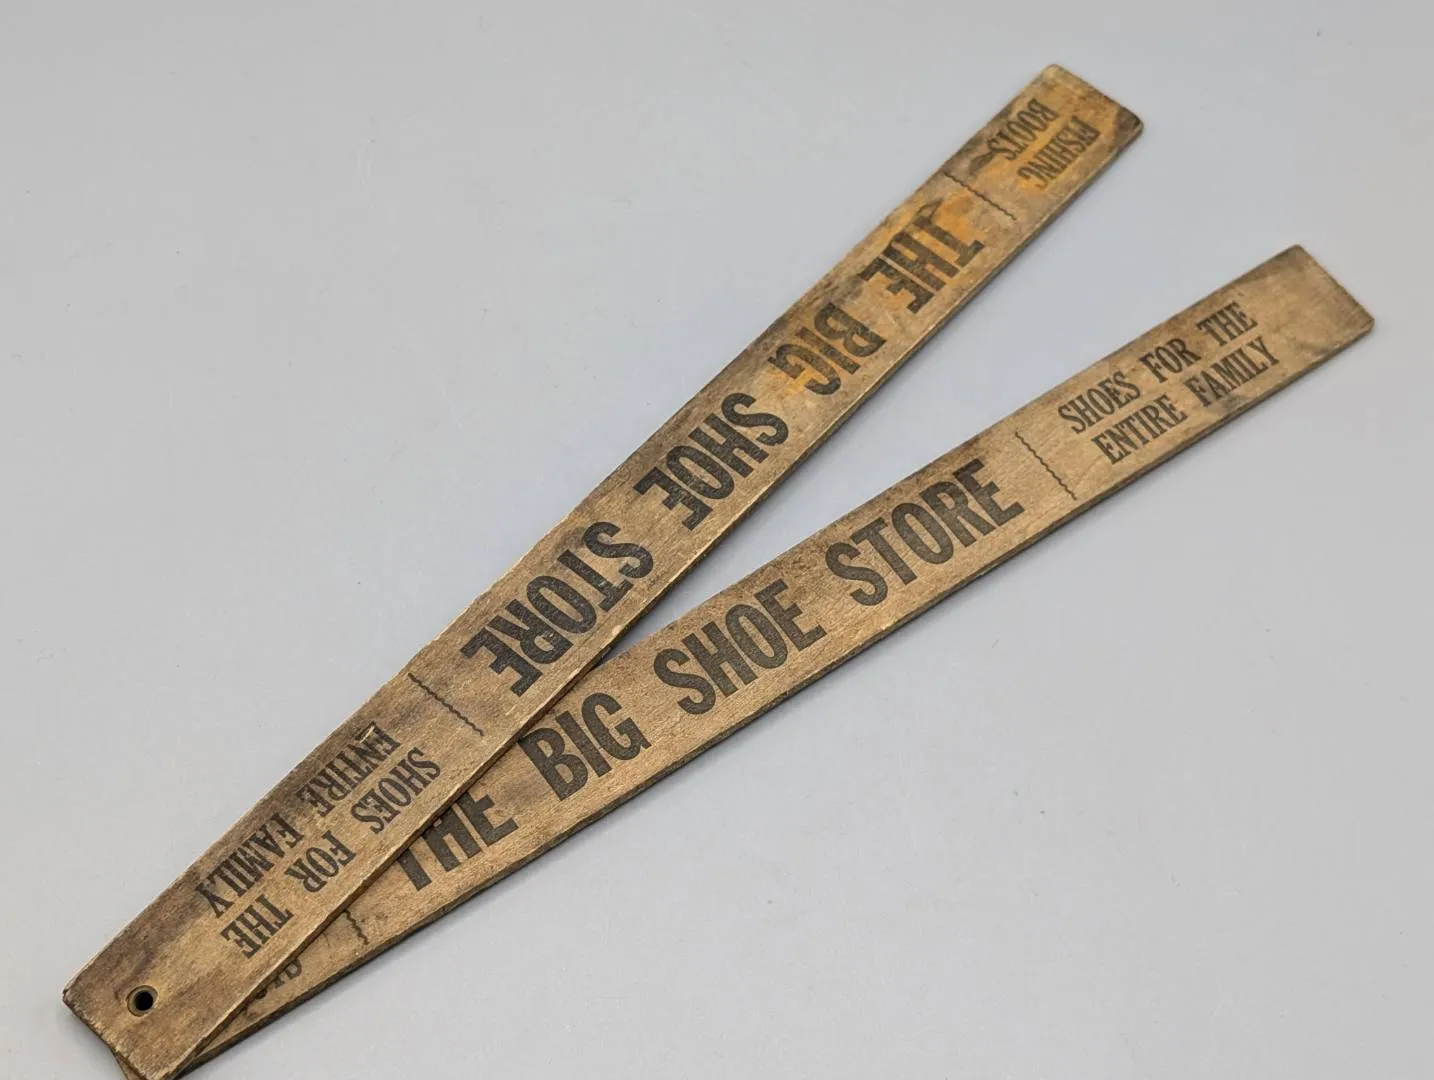 FISHING
BOOTS
THE BIG SHOE STORE
SHOES FOR THE
ENTIRE FAMILY
THE BIG SHOE STORE
SHOES FOR THE
ENTIRE FAMILY